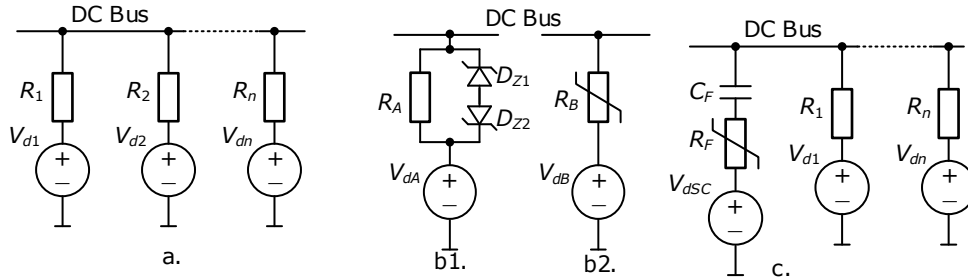 DC Bus
R1
R2
Rn
Vd1
Vd2
Vdn
+
−
+
−
+
−
a.
DC Bus
RA
DZ1
DZ2
VdA
+
−
b1.
RB
VdB
+
−
b2.
DC Bus
CF
RF
VdSC
+
−
R1
Vd1
+
−
Rn
Vdn
+
−
c.